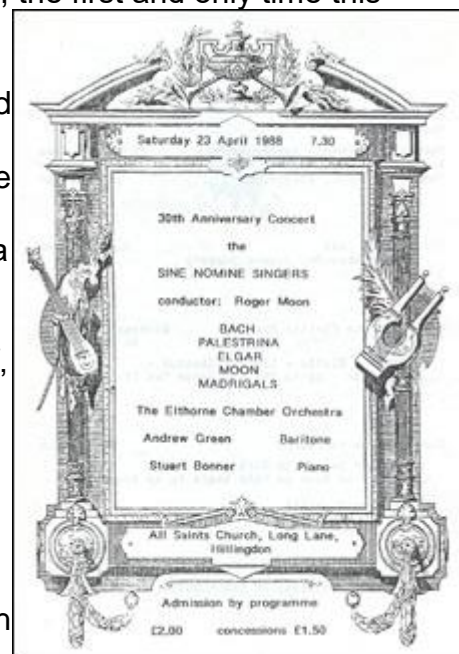 , the first and only time this
d
e
a
,
n
Saturday 23 April 1988 7.30
30th Anniversary Concert
the
SINE NOMINE SINGERS
conductor: Roger Moon
BACH
PALESTRINA
ELGAR
MOON
MADRIGALS
The Elthorne Chamber Orchestra
Andrew Green Baritone
Stuart Bonner Piano
All Saints Church, Long Lane,
Hillingdon
Admission by programme
£2.00 concessions £1.50